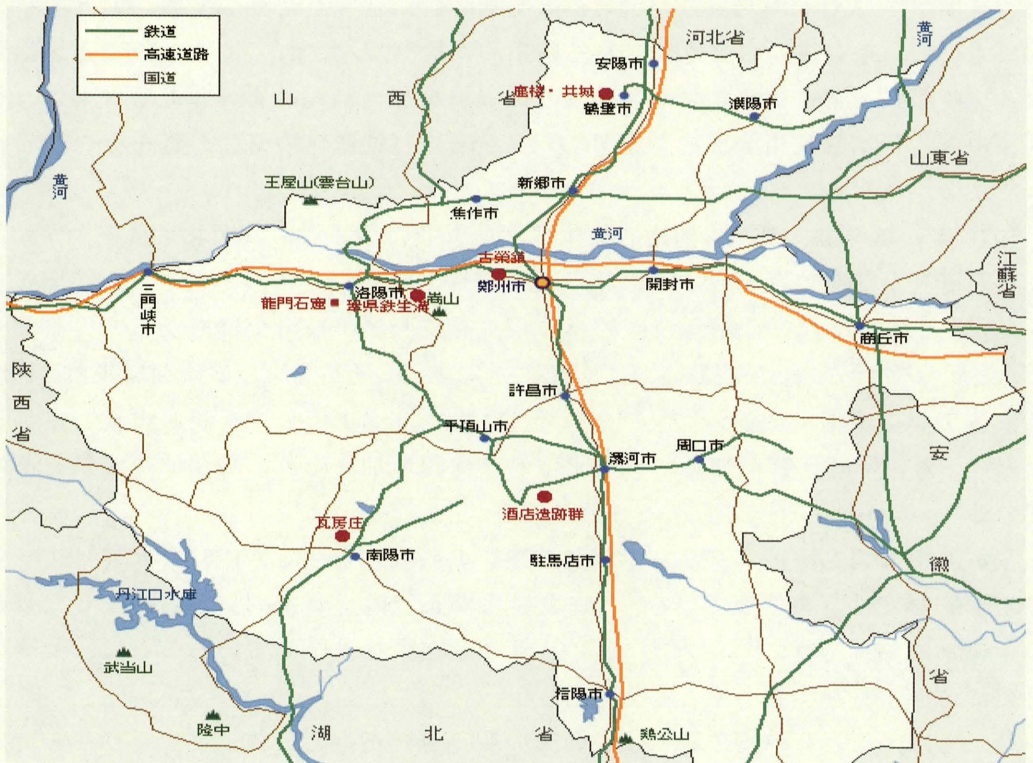 鉄道
高速道路
国道
河北省
黄河
安陽市
山西省
鹿楼・共城
鶴壁市
濮陽市
山東省
黄河
王屋山(雲台山)
新郷市
焦作市
黄河
古榮鎮
江蘇省
三門峡市
洛陽市
嵩山
鄭州市
開封市
龍門石窟
鞏県鉄生溝
商丘市
陝西省
許昌市
平頂山市
漯河市
周口市
安徽省
瓦房庄
酒店遺跡群
南陽市
駐馬店市
丹江口水庫
武当山
信陽市
隆中
湖北省
鶏公山